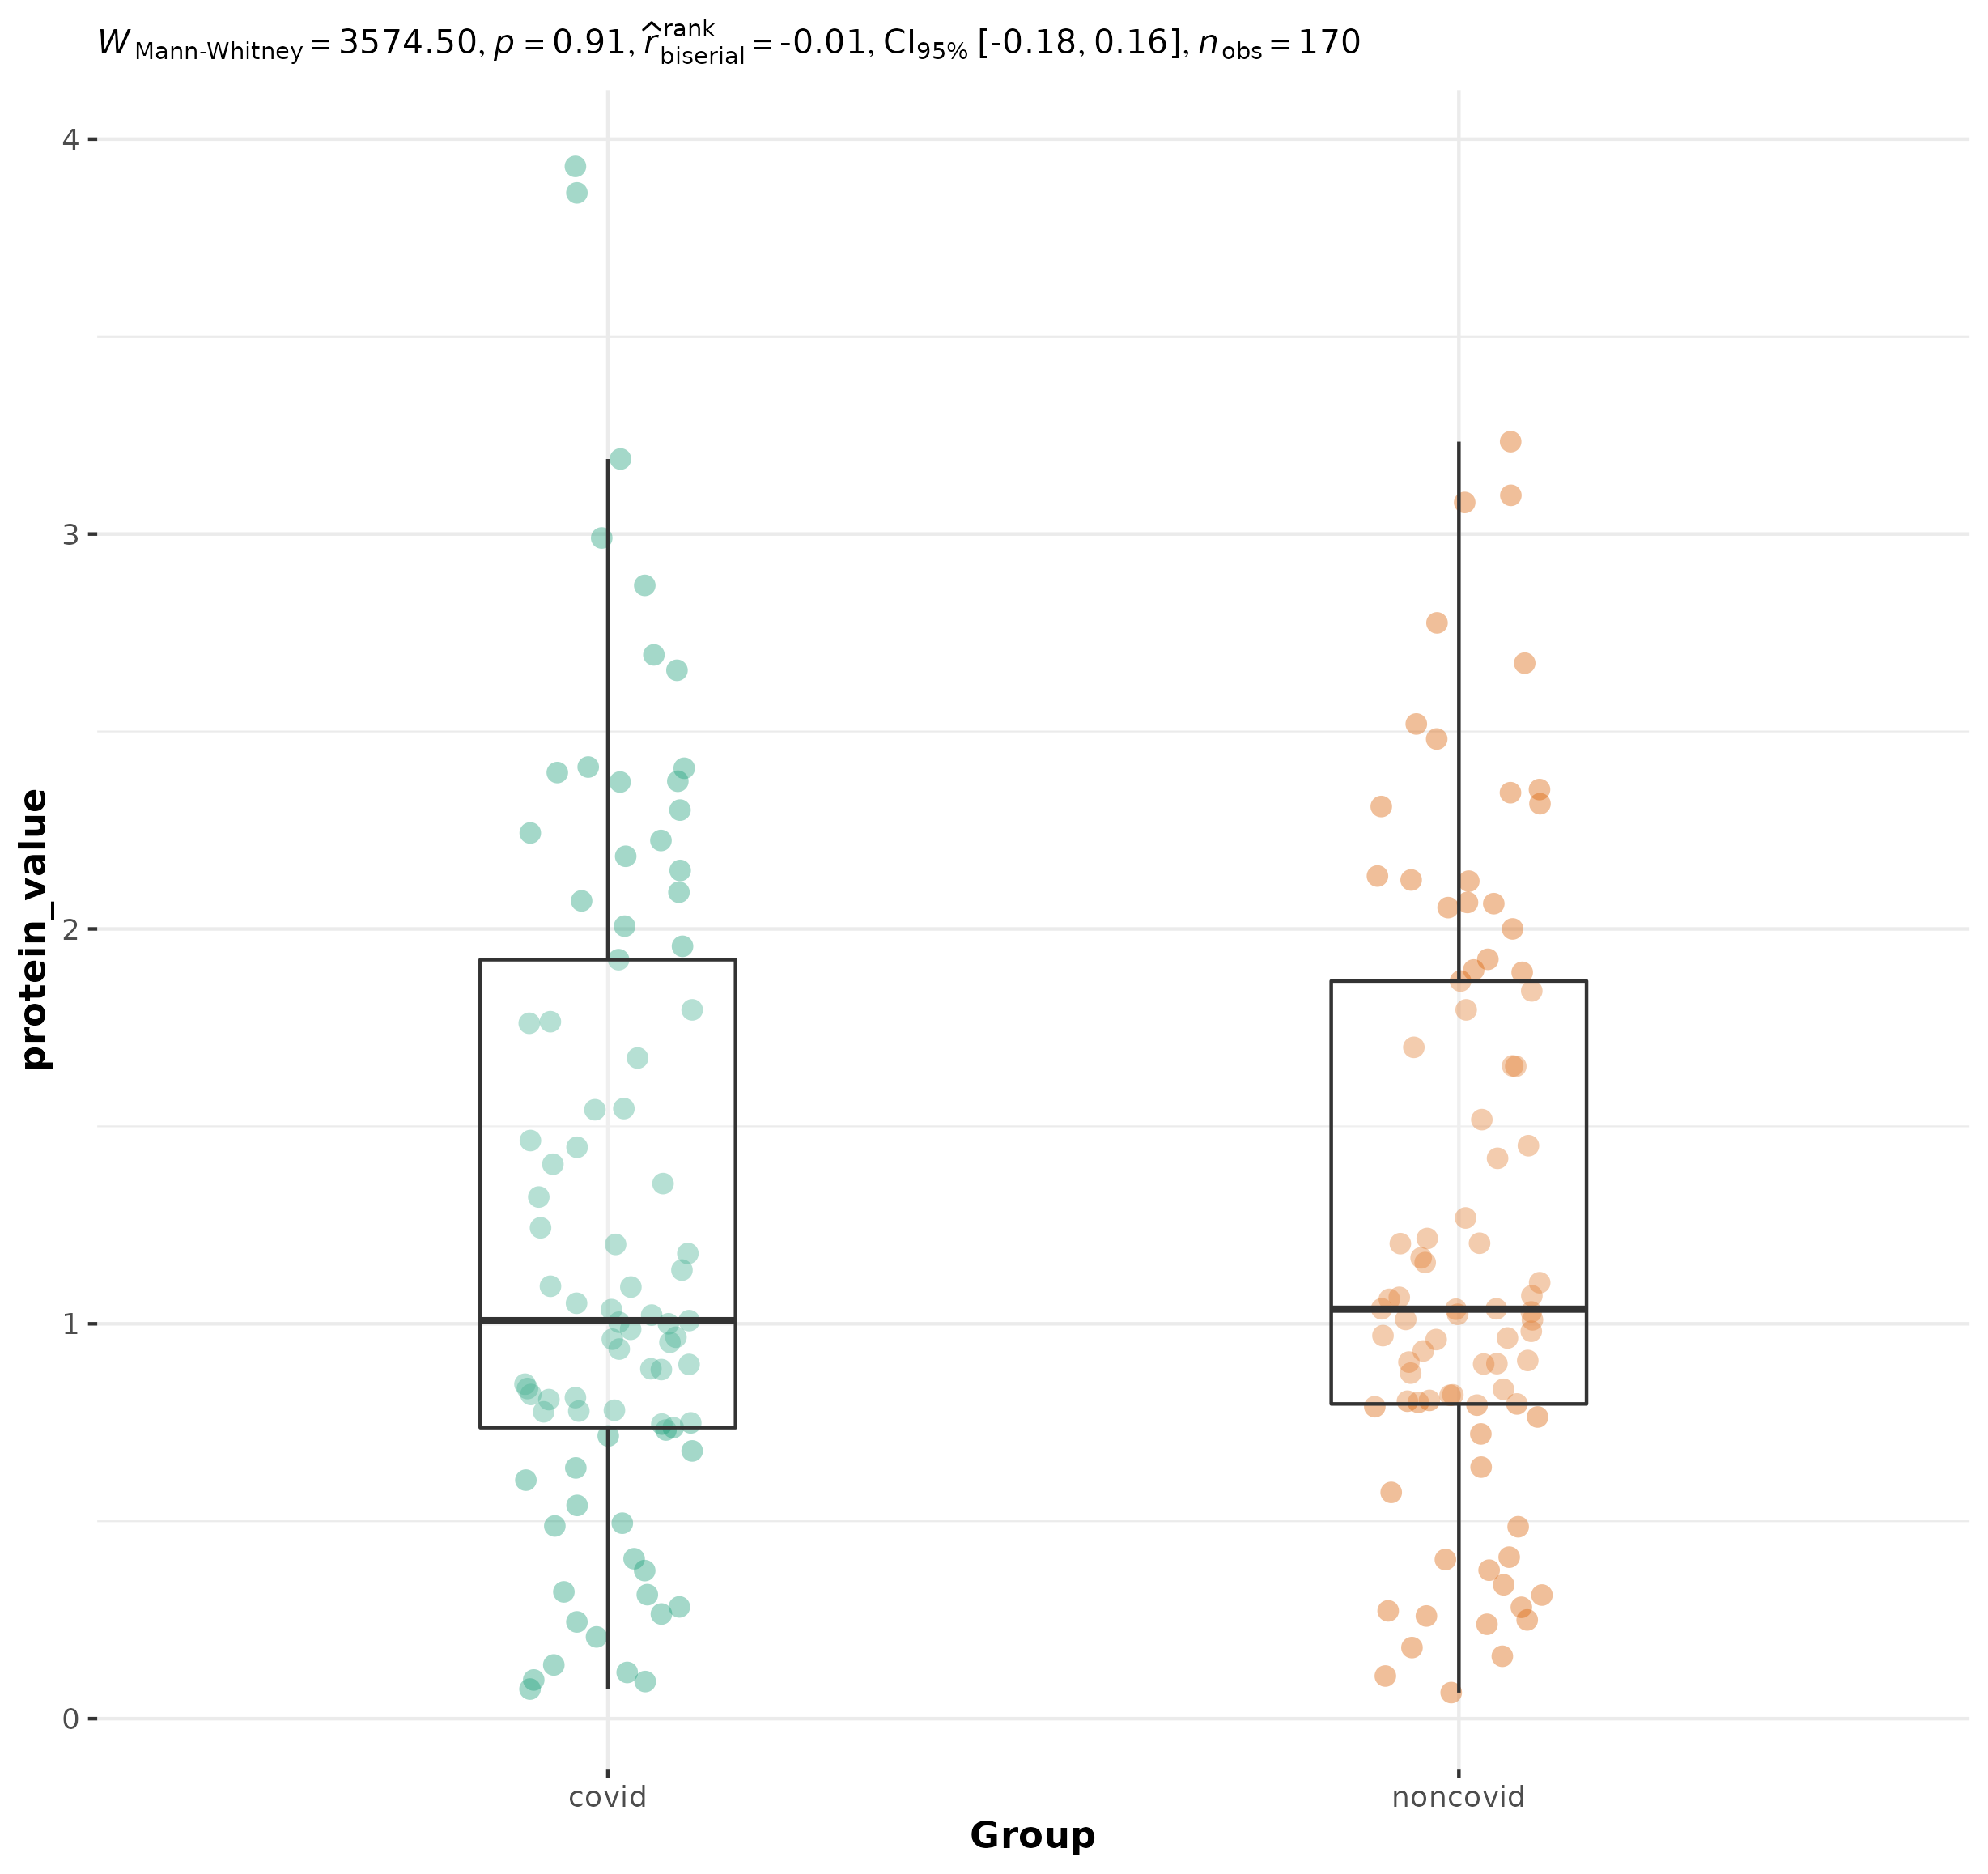 W Mann-Whitney = 3574.50, p = 0.91, r̂ rank biserial = -0.01, CI95% [-0.18, 0.16], nobs = 170
4
3
2
1
0
protein_value
covid noncovid
Group